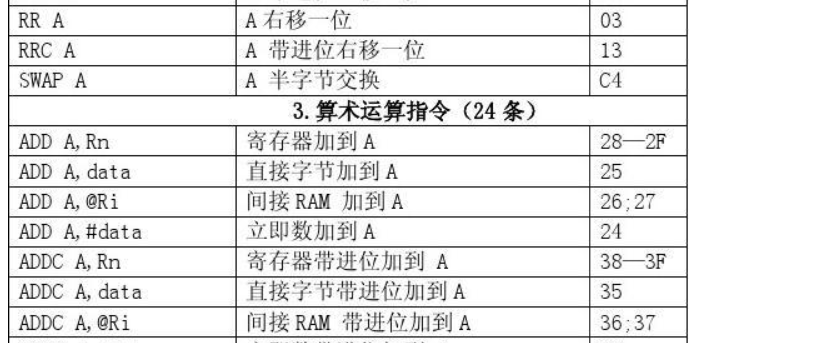 RR A A 右移一位 03
RRC A A 带进位右移一位 13
SWAP A A 半字节交换 C4
3.算术运算指令（24 条）
ADD A,Rn 寄存器加到 A 28—2F
ADD A,data 直接字节加到 A 25
ADD A,@Ri 间接 RAM 加到 A 26;27
ADD A,#data 立即数加到 A 24
ADDC A,Rn 寄存器带进位加到 A 38—3F
ADDC A,data 直接字节带进位加到 A 35
ADDC A,@Ri 间接 RAM 带进位加到 A 36;37